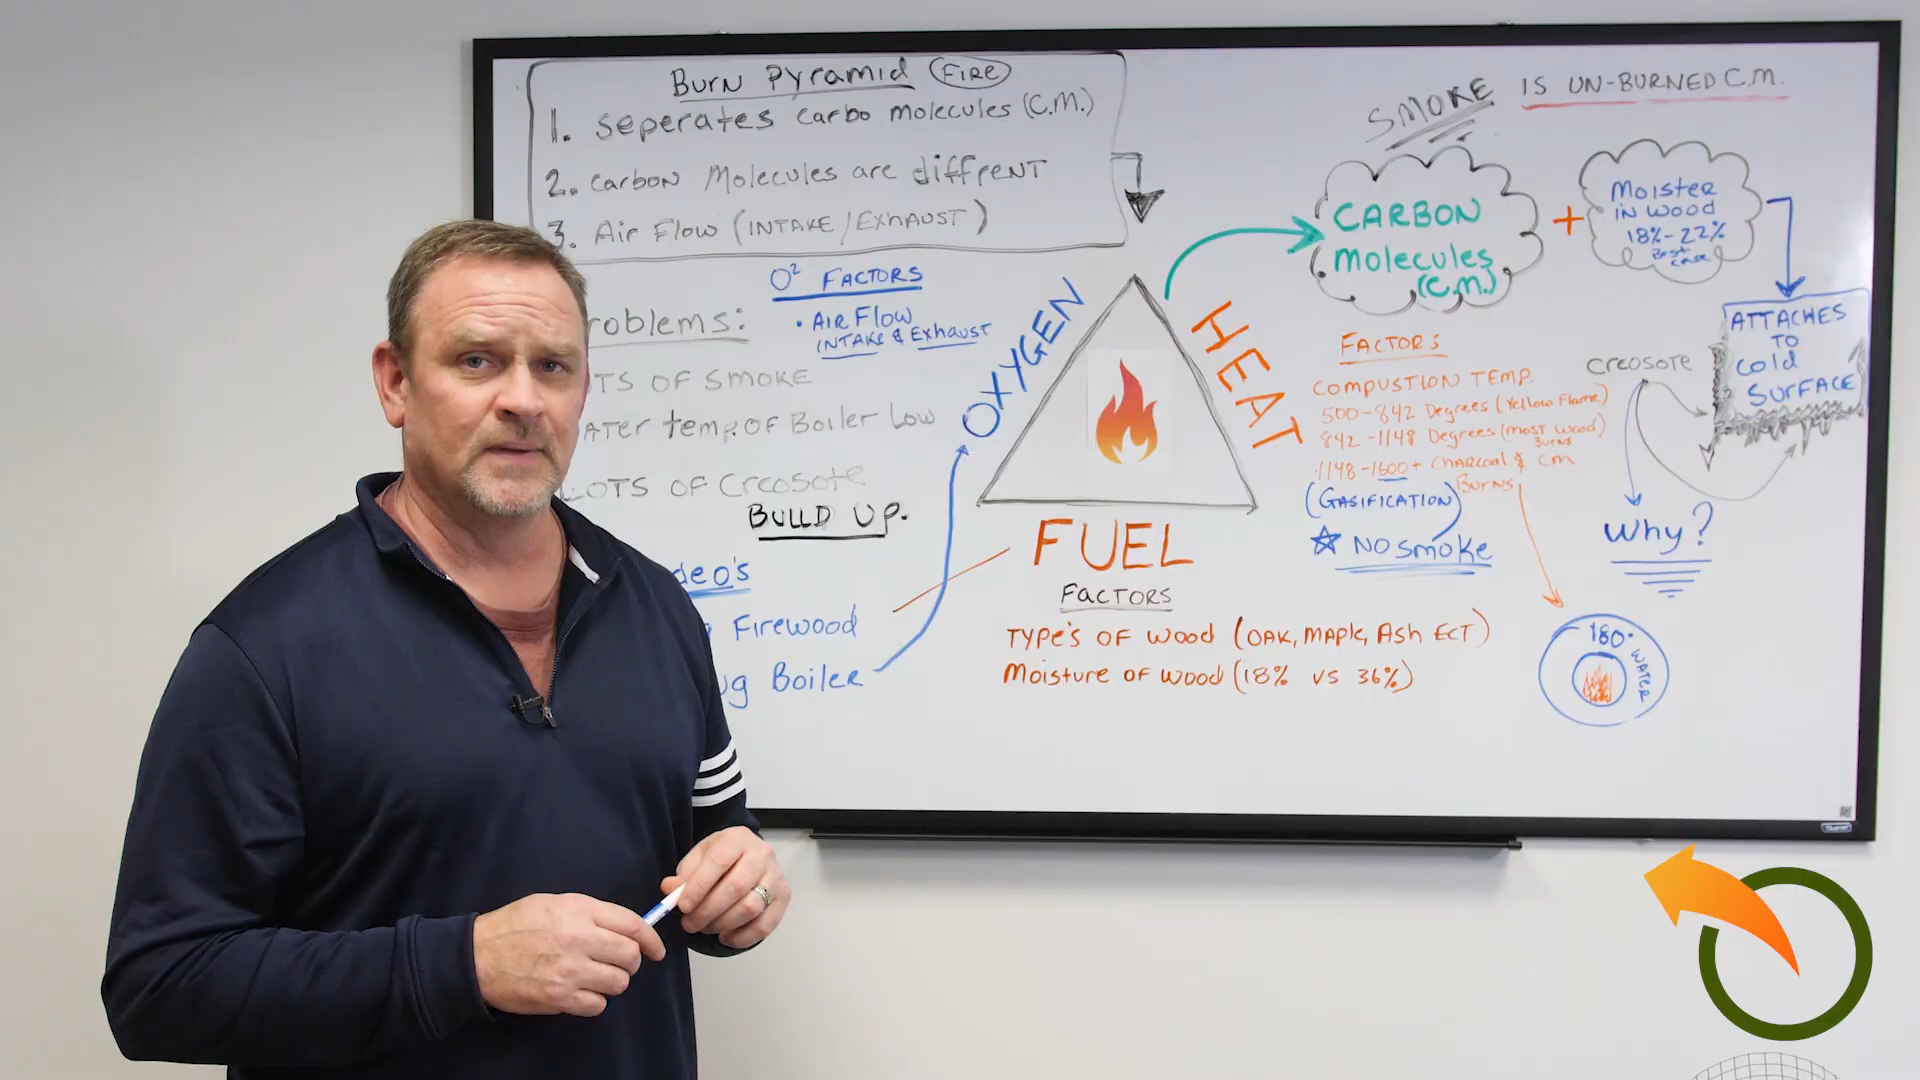 Burn Pyramid (FIRE)
1. seperates carbo molecules (C.M.)
2. carbon Molecules are diffrent
3. Air Flow (INTAKE/EXHAUST)
O² FACTORS
• AIR FLOW
INTAKE & EXHAUST
roblems:
TS OF SMOKE
ATER temp. OF Boiler Low
LOTS OF Creosote
BUILD UP.
deo's
Firewood
ug Boiler
OXYGEN
HEAT
FUEL
FACTORS
TYPE'S OF WOOD (OAK, MAPLE, ASH ECT)
MOISTURE OF WOOD (18% VS 36%)
SMOKE IS UN-BURNED C.M.
CARBON
molecules
(C.M.)
+
MOISTER
IN WOOD
18%-22%
Best
case
ATTACHES
TO
COLD
SURFACE
creosote
Why?
FACTORS
COMPUSTION TEMP.
500-842 Degrees (Yellow Flame)
842-1148 Degrees (MOST WOOD)
BURNS
1148-1600+ CHARCOAL & CM
BURNS
(GASIFICATION)
NO SMOKE
180°
WATER